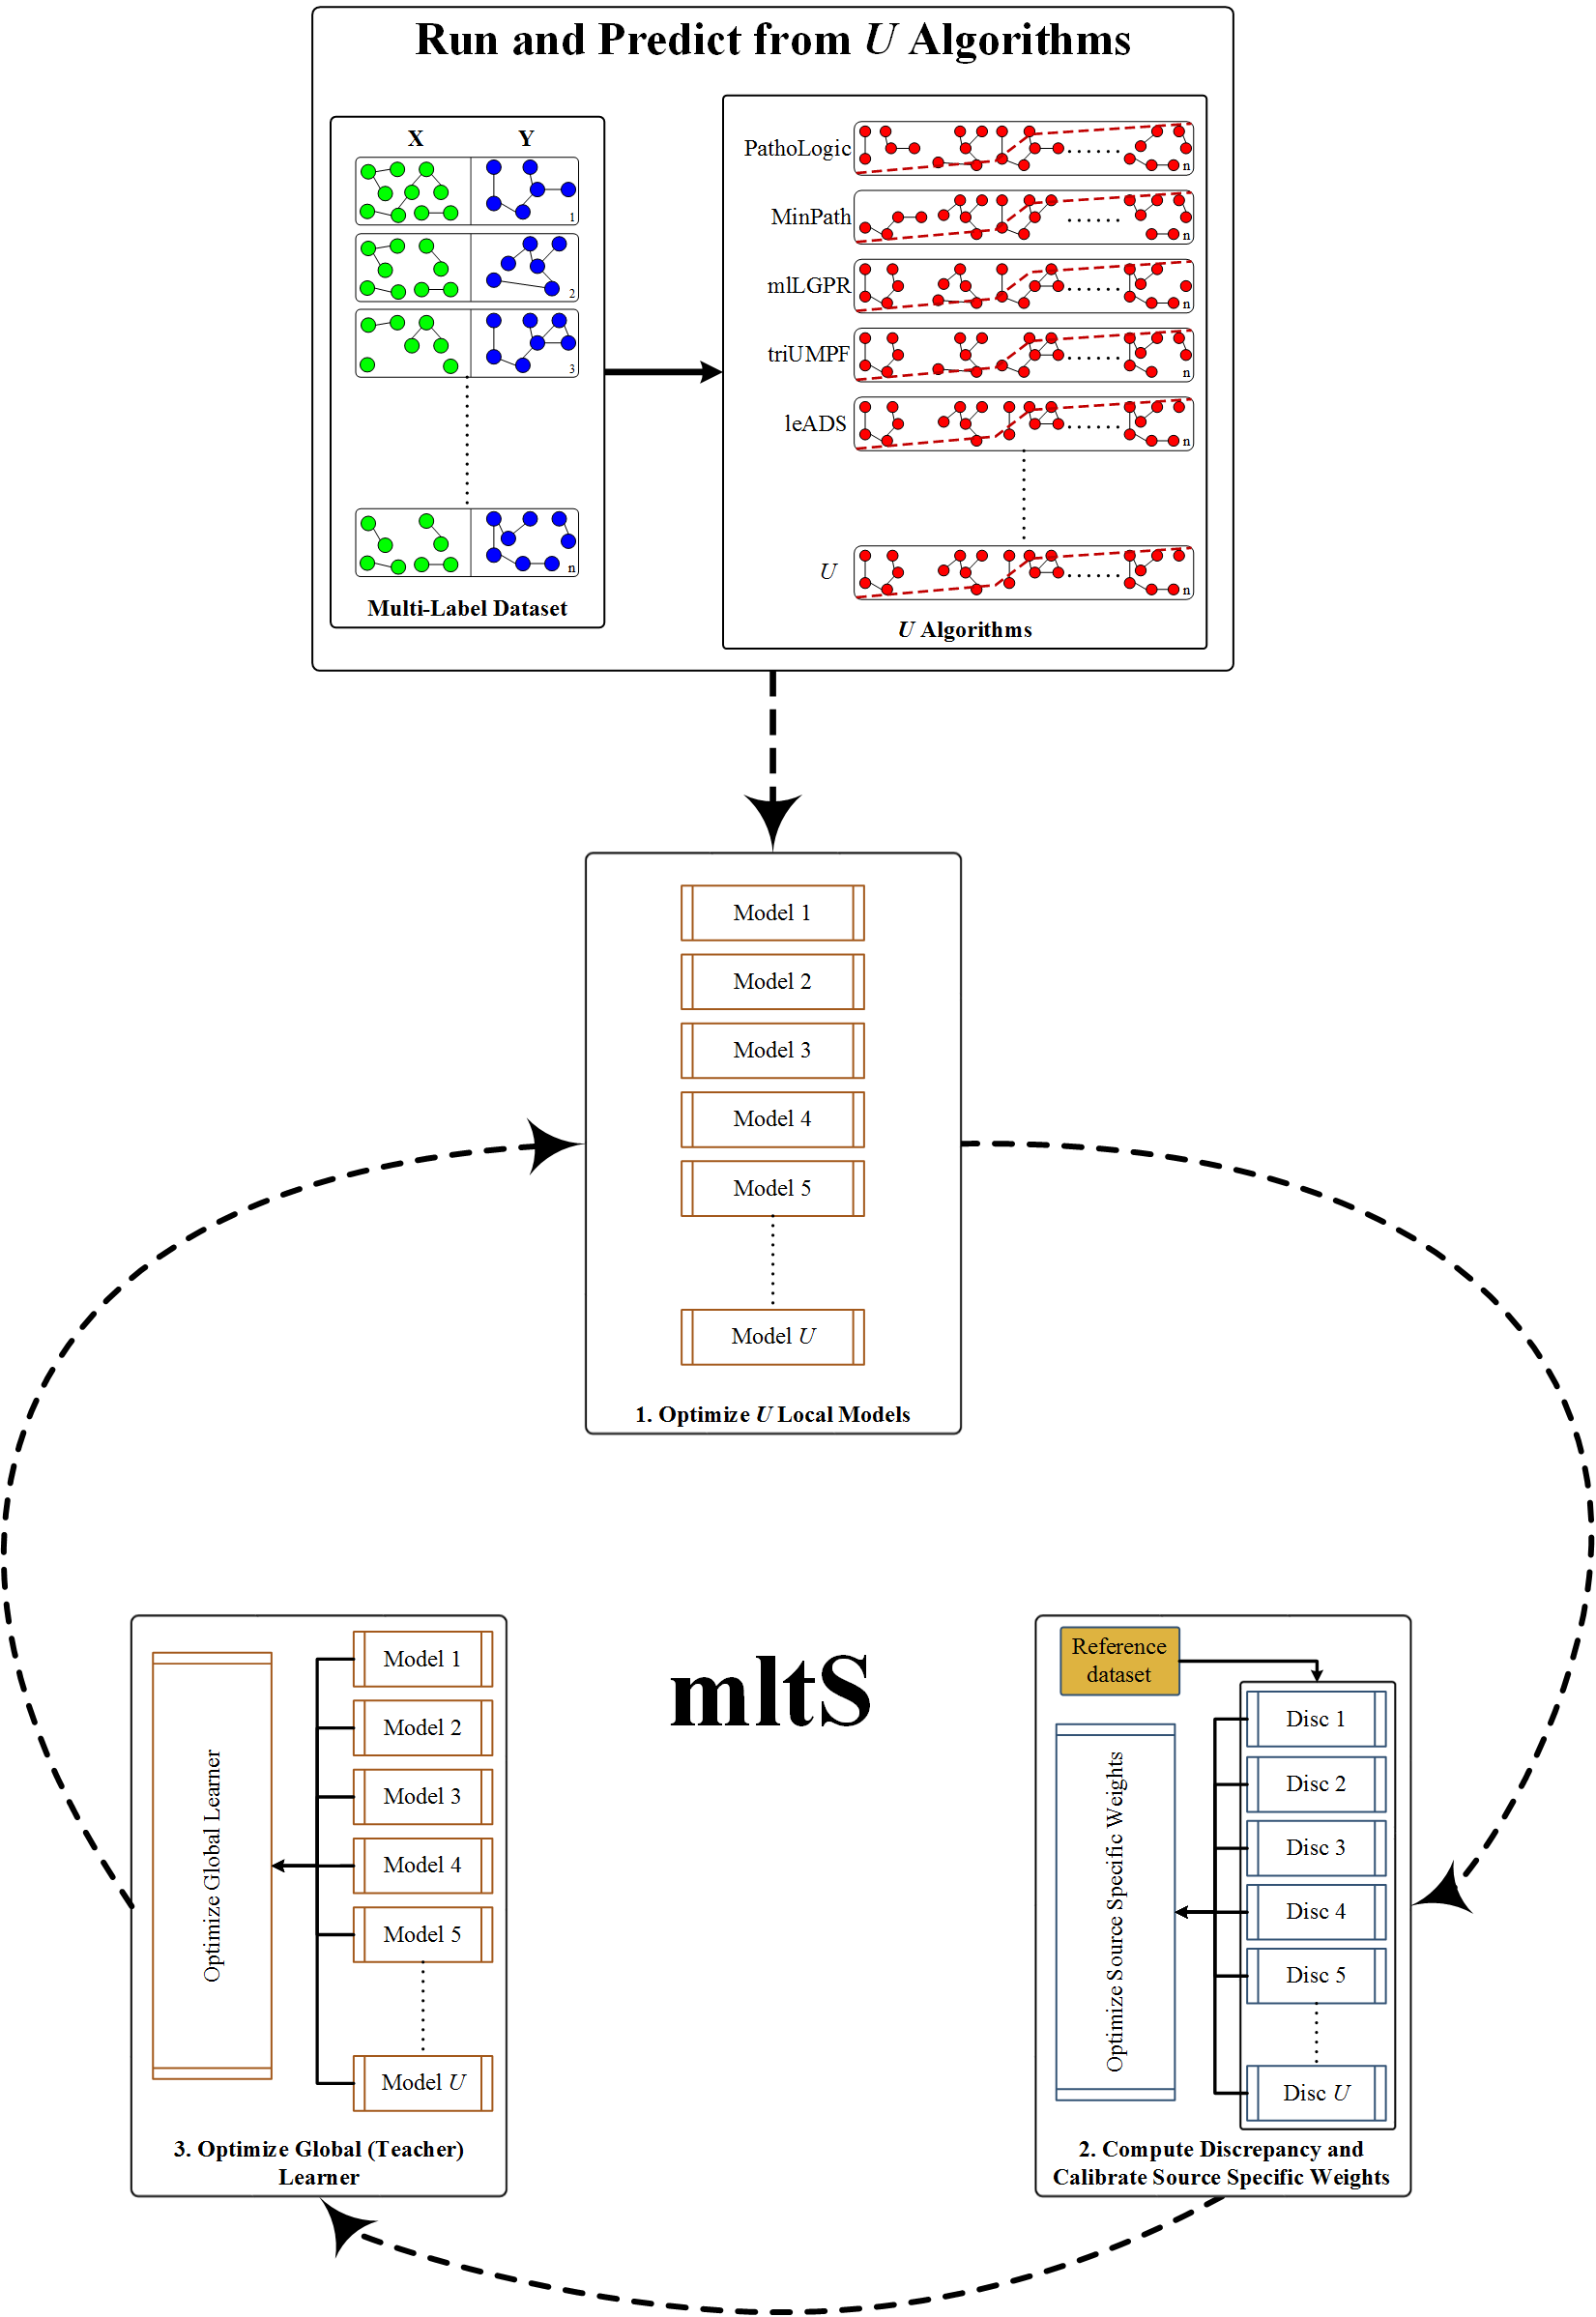 Run and Predict from U Algorithms
X Y
1
2
3
n
Multi-Label Dataset
PathoLogic
n
MinPath
n
mlLGPR
n
triUMPF
n
leADS
n
U
n
U Algorithms
Model 1
Model 2
Model 3
Model 4
Model 5
Model U
1. Optimize U Local Models
mltS
Reference
dataset
Optimize Source Specific Weights
Disc 1
Disc 2
Disc 3
Disc 4
Disc 5
Disc U
2. Compute Discrepancy and
Calibrate Source Specific Weights
Optimize Global Learner
Model 1
Model 2
Model 3
Model 4
Model 5
Model U
3. Optimize Global (Teacher)
Learner